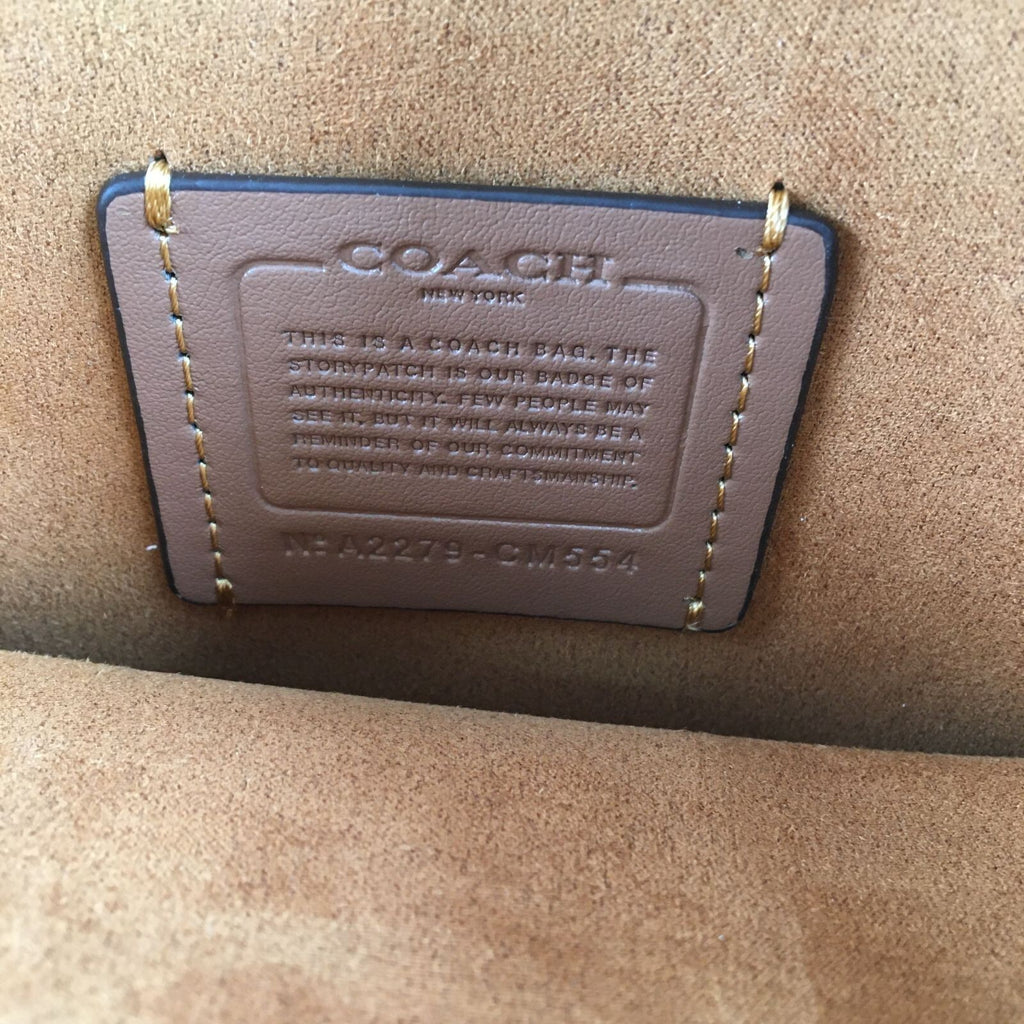 COACH
NEW YORK
THIS IS A COACH BAG. THE
STORYPATCH IS OUR BADGE OF
AUTHENTICITY. FEW PEOPLE MAY
SEE IT, BUT IT WILL ALWAYS BE A
REMINDER OF OUR COMMITMENT
TO QUALITY AND CRAFTSMANSHIP.
Nº A2279-CM554